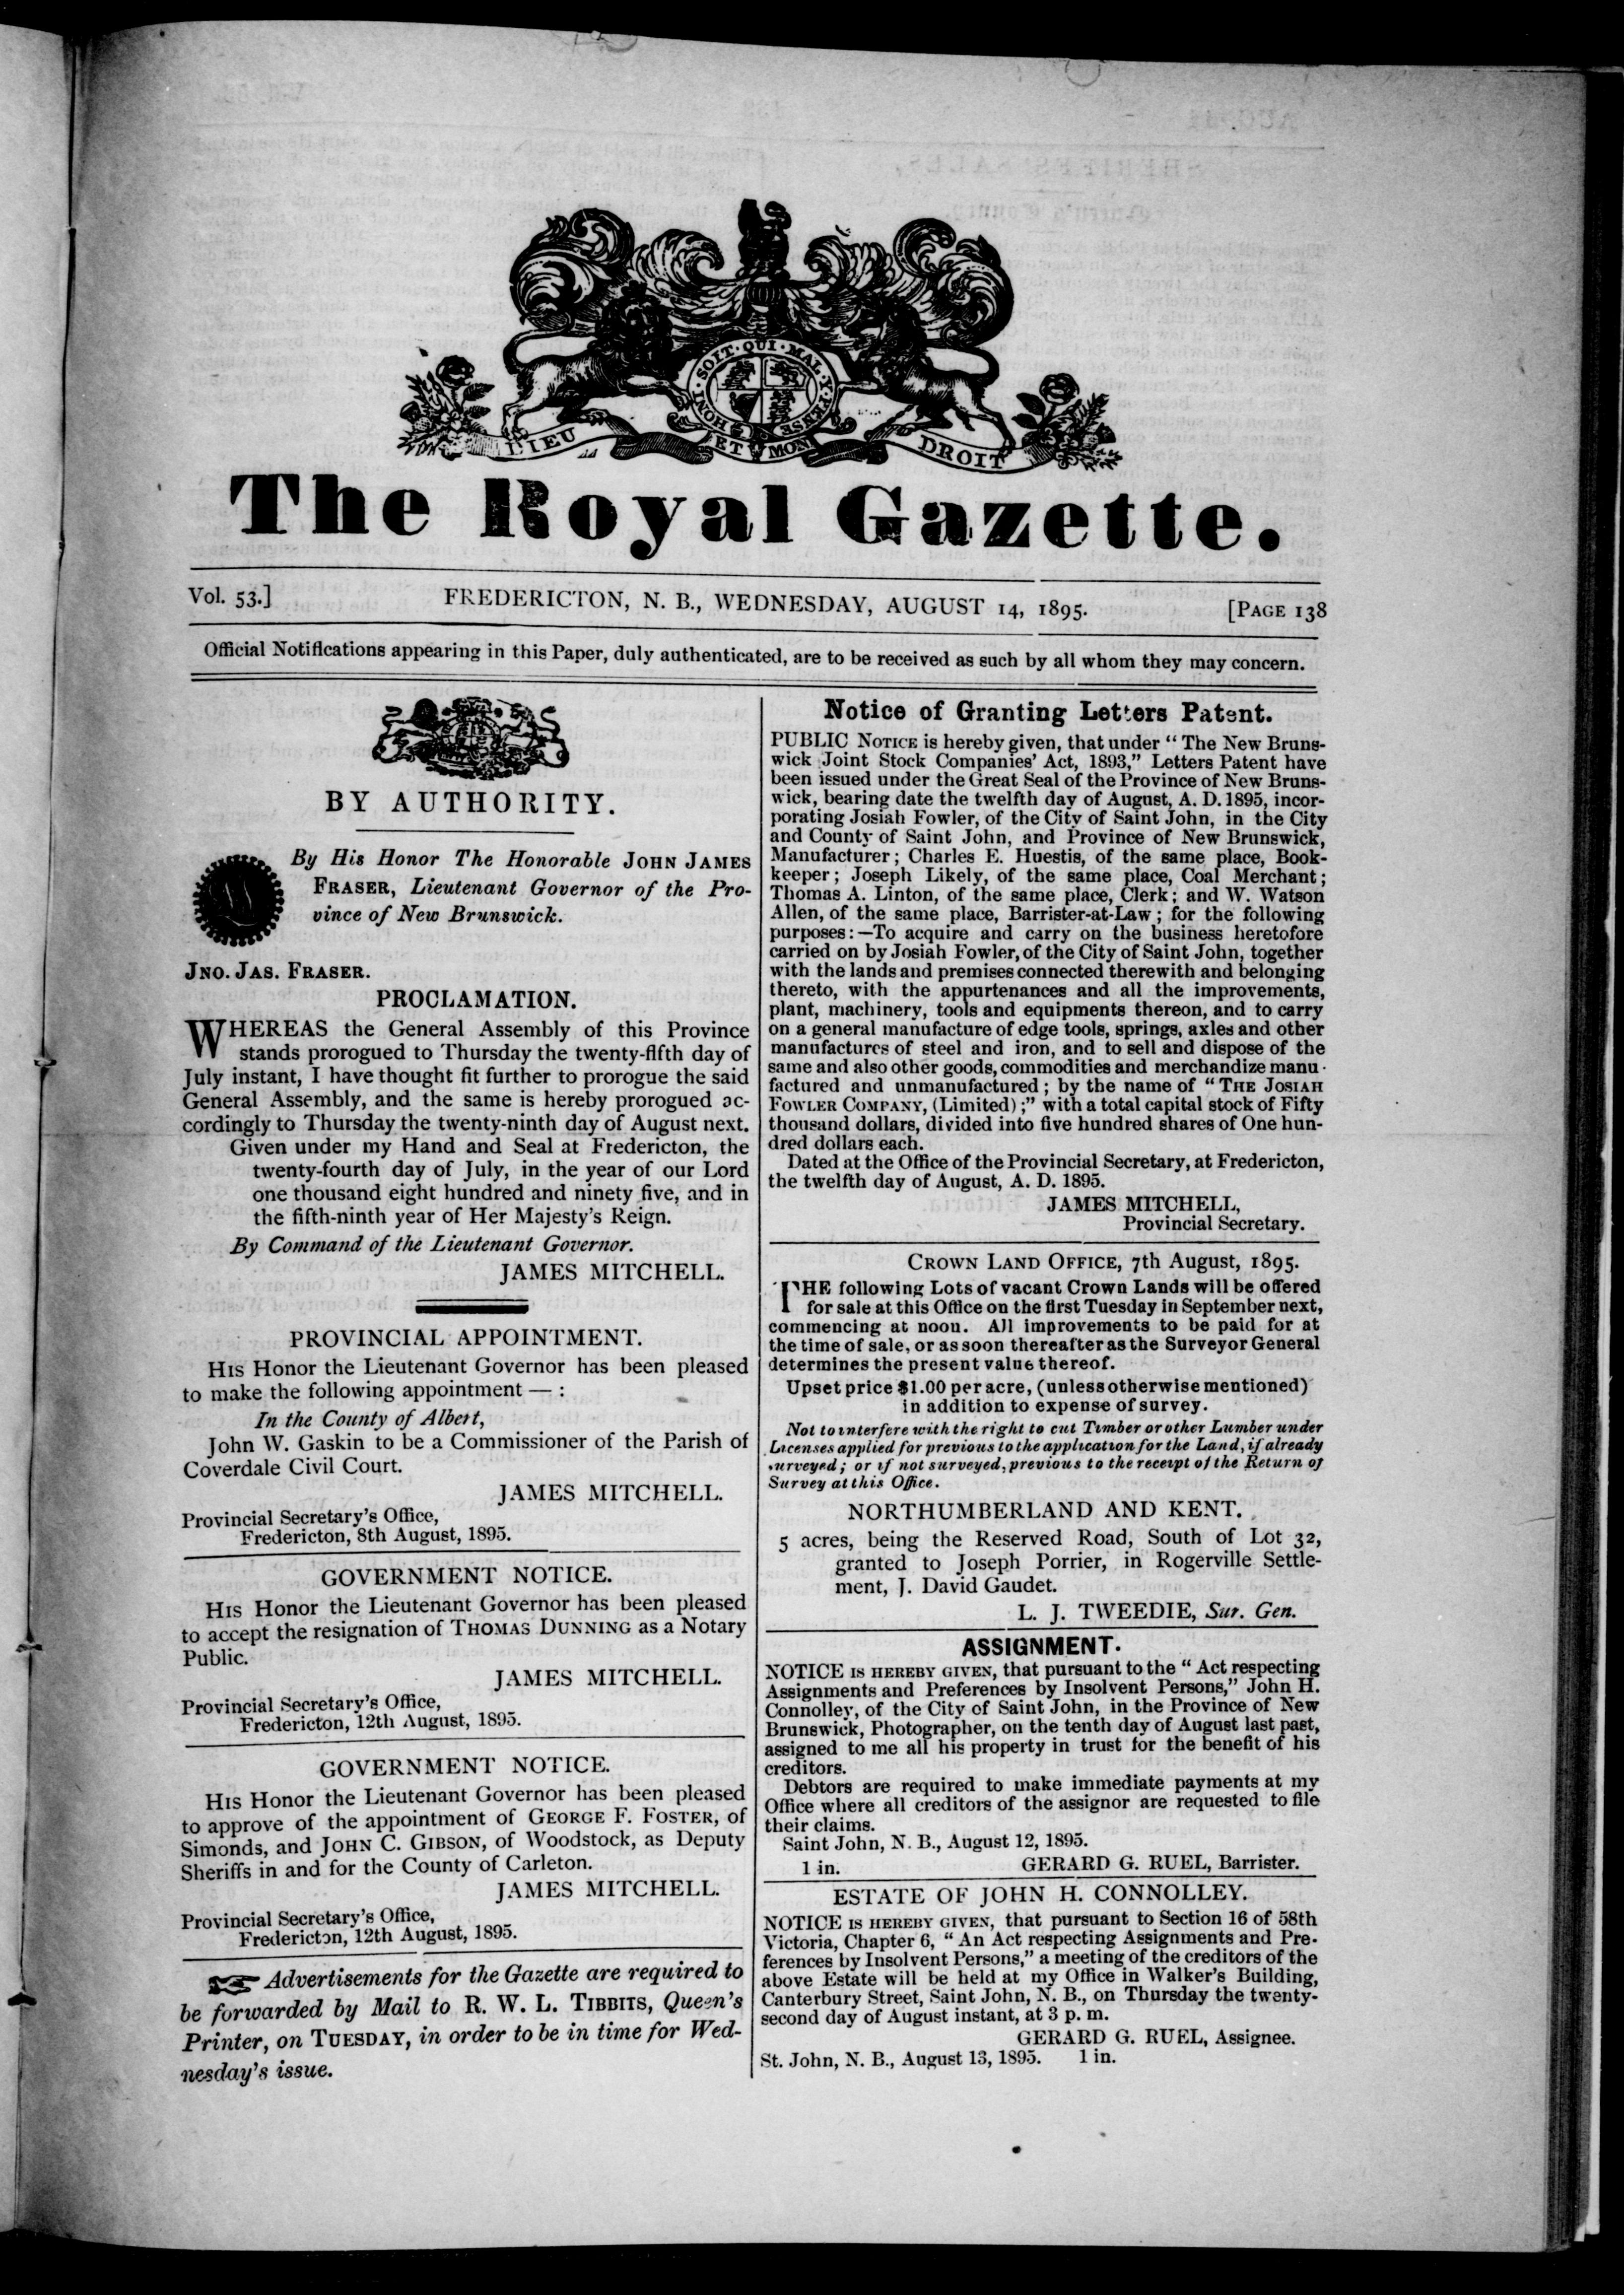 HONI · SOIT · QUI · MAL · Y · PENSE
DIEU ET MON DROIT
The Royal Gazette.
Vol. 53.] FREDERICTON, N. B., WEDNESDAY, AUGUST 14, 1895. [PAGE 138
Official Notifications appearing in this Paper, duly authenticated, are to be received as such by all whom they may concern.
BY AUTHORITY.
By His Honor The Honorable JOHN JAMES
FRASER, Lieutenant Governor of the Pro-
vince of New Brunswick.
JNO. JAS. FRASER.
PROCLAMATION.
WHEREAS the General Assembly of this Province
stands prorogued to Thursday the twenty-fifth day of
July instant, I have thought fit further to prorogue the said
General Assembly, and the same is hereby prorogued ac-
cordingly to Thursday the twenty-ninth day of August next.
Given under my Hand and Seal at Fredericton, the
twenty-fourth day of July, in the year of our Lord
one thousand eight hundred and ninety five, and in
the fifth-ninth year of Her Majesty's Reign.
By Command of the Lieutenant Governor.
JAMES MITCHELL.
PROVINCIAL APPOINTMENT.
HIS Honor the Lieutenant Governor has been pleased
to make the following appointment — :
In the County of Albert,
John W. Gaskin to be a Commissioner of the Parish of
Coverdale Civil Court.
JAMES MITCHELL.
Provincial Secretary's Office,
Fredericton, 8th August, 1895.
GOVERNMENT NOTICE.
HIS Honor the Lieutenant Governor has been pleased
to accept the resignation of THOMAS DUNNING as a Notary
Public.
JAMES MITCHELL.
Provincial Secretary's Office,
Fredericton, 12th August, 1895.
GOVERNMENT NOTICE.
HIS Honor the Lieutenant Governor has been pleased
to approve of the appointment of GEORGE F. FOSTER, of
Simonds, and JOHN C. GIBSON, of Woodstock, as Deputy
Sheriffs in and for the County of Carleton.
JAMES MITCHELL.
Provincial Secretary's Office,
Fredericton, 12th August, 1895.
Advertisements for the Gazette are required to
be forwarded by Mail to R. W. L. TIBBITS, Queen's
Printer, on TUESDAY, in order to be in time for Wed-
nesday's issue.
Notice of Granting Letters Patent.
PUBLIC NOTICE is hereby given, that under "The New Bruns-
wick Joint Stock Companies' Act, 1893," Letters Patent have
been issued under the Great Seal of the Province of New Bruns-
wick, bearing date the twelfth day of August, A. D. 1895, incor-
porating Josiah Fowler, of the City of Saint John, in the City
and County of Saint John, and Province of New Brunswick,
Manufacturer; Charles E. Huestis, of the same place, Book-
keeper; Joseph Likely, of the same place, Coal Merchant;
Thomas A. Linton, of the same place, Clerk; and W. Watson
Allen, of the same place, Barrister-at-Law; for the following
purposes:—To acquire and carry on the business heretofore
carried on by Josiah Fowler, of the City of Saint John, together
with the lands and premises connected therewith and belonging
thereto, with the appurtenances and all the improvements,
plant, machinery, tools and equipments thereon, and to carry
on a general manufacture of edge tools, springs, axles and other
manufactures of steel and iron, and to sell and dispose of the
same and also other goods, commodities and merchandize manu-
factured and unmanufactured; by the name of "THE JOSIAH
FOWLER COMPANY, (Limited);" with a total capital stock of Fifty
thousand dollars, divided into five hundred shares of One hun-
dred dollars each.
Dated at the Office of the Provincial Secretary, at Fredericton,
the twelfth day of August, A. D. 1895.
JAMES MITCHELL,
Provincial Secretary.
CROWN LAND OFFICE, 7th August, 1895.
THE following Lots of vacant Crown Lands will be offered
for sale at this Office on the first Tuesday in September next,
commencing at noon. All improvements to be paid for at
the time of sale, or as soon thereafter as the Surveyor General
determines the present value thereof.
Upset price $1.00 per acre, (unless otherwise mentioned)
in addition to expense of survey.
Not to interfere with the right to cut Timber or other Lumber under
Licenses applied for previous to the application for the Land, if already
surveyed; or if not surveyed, previous to the receipt of the Return of
Survey at this Office.
NORTHUMBERLAND AND KENT.
5 acres, being the Reserved Road, South of Lot 32,
granted to Joseph Porrier, in Rogerville Settle-
ment, J. David Gaudet.
L. J. TWEEDIE, Sur. Gen.
ASSIGNMENT.
NOTICE IS HEREBY GIVEN, that pursuant to the "Act respecting
Assignments and Preferences by Insolvent Persons," John H.
Connolley, of the City of Saint John, in the Province of New
Brunswick, Photographer, on the tenth day of August last past,
assigned to me all his property in trust for the benefit of his
creditors.
Debtors are required to make immediate payments at my
Office where all creditors of the assignor are requested to file
their claims.
Saint John, N. B., August 12, 1895.
1 in. GERARD G. RUEL, Barrister.
ESTATE OF JOHN H. CONNOLLEY.
NOTICE IS HEREBY GIVEN, that pursuant to Section 16 of 58th
Victoria, Chapter 6, "An Act respecting Assignments and Pre-
ferences by Insolvent Persons," a meeting of the creditors of the
above Estate will be held at my Office in Walker's Building,
Canterbury Street, Saint John, N. B., on Thursday the twenty-
second day of August instant, at 3 p. m.
GERARD G. RUEL, Assignee.
St. John, N. B., August 13, 1895. 1 in.